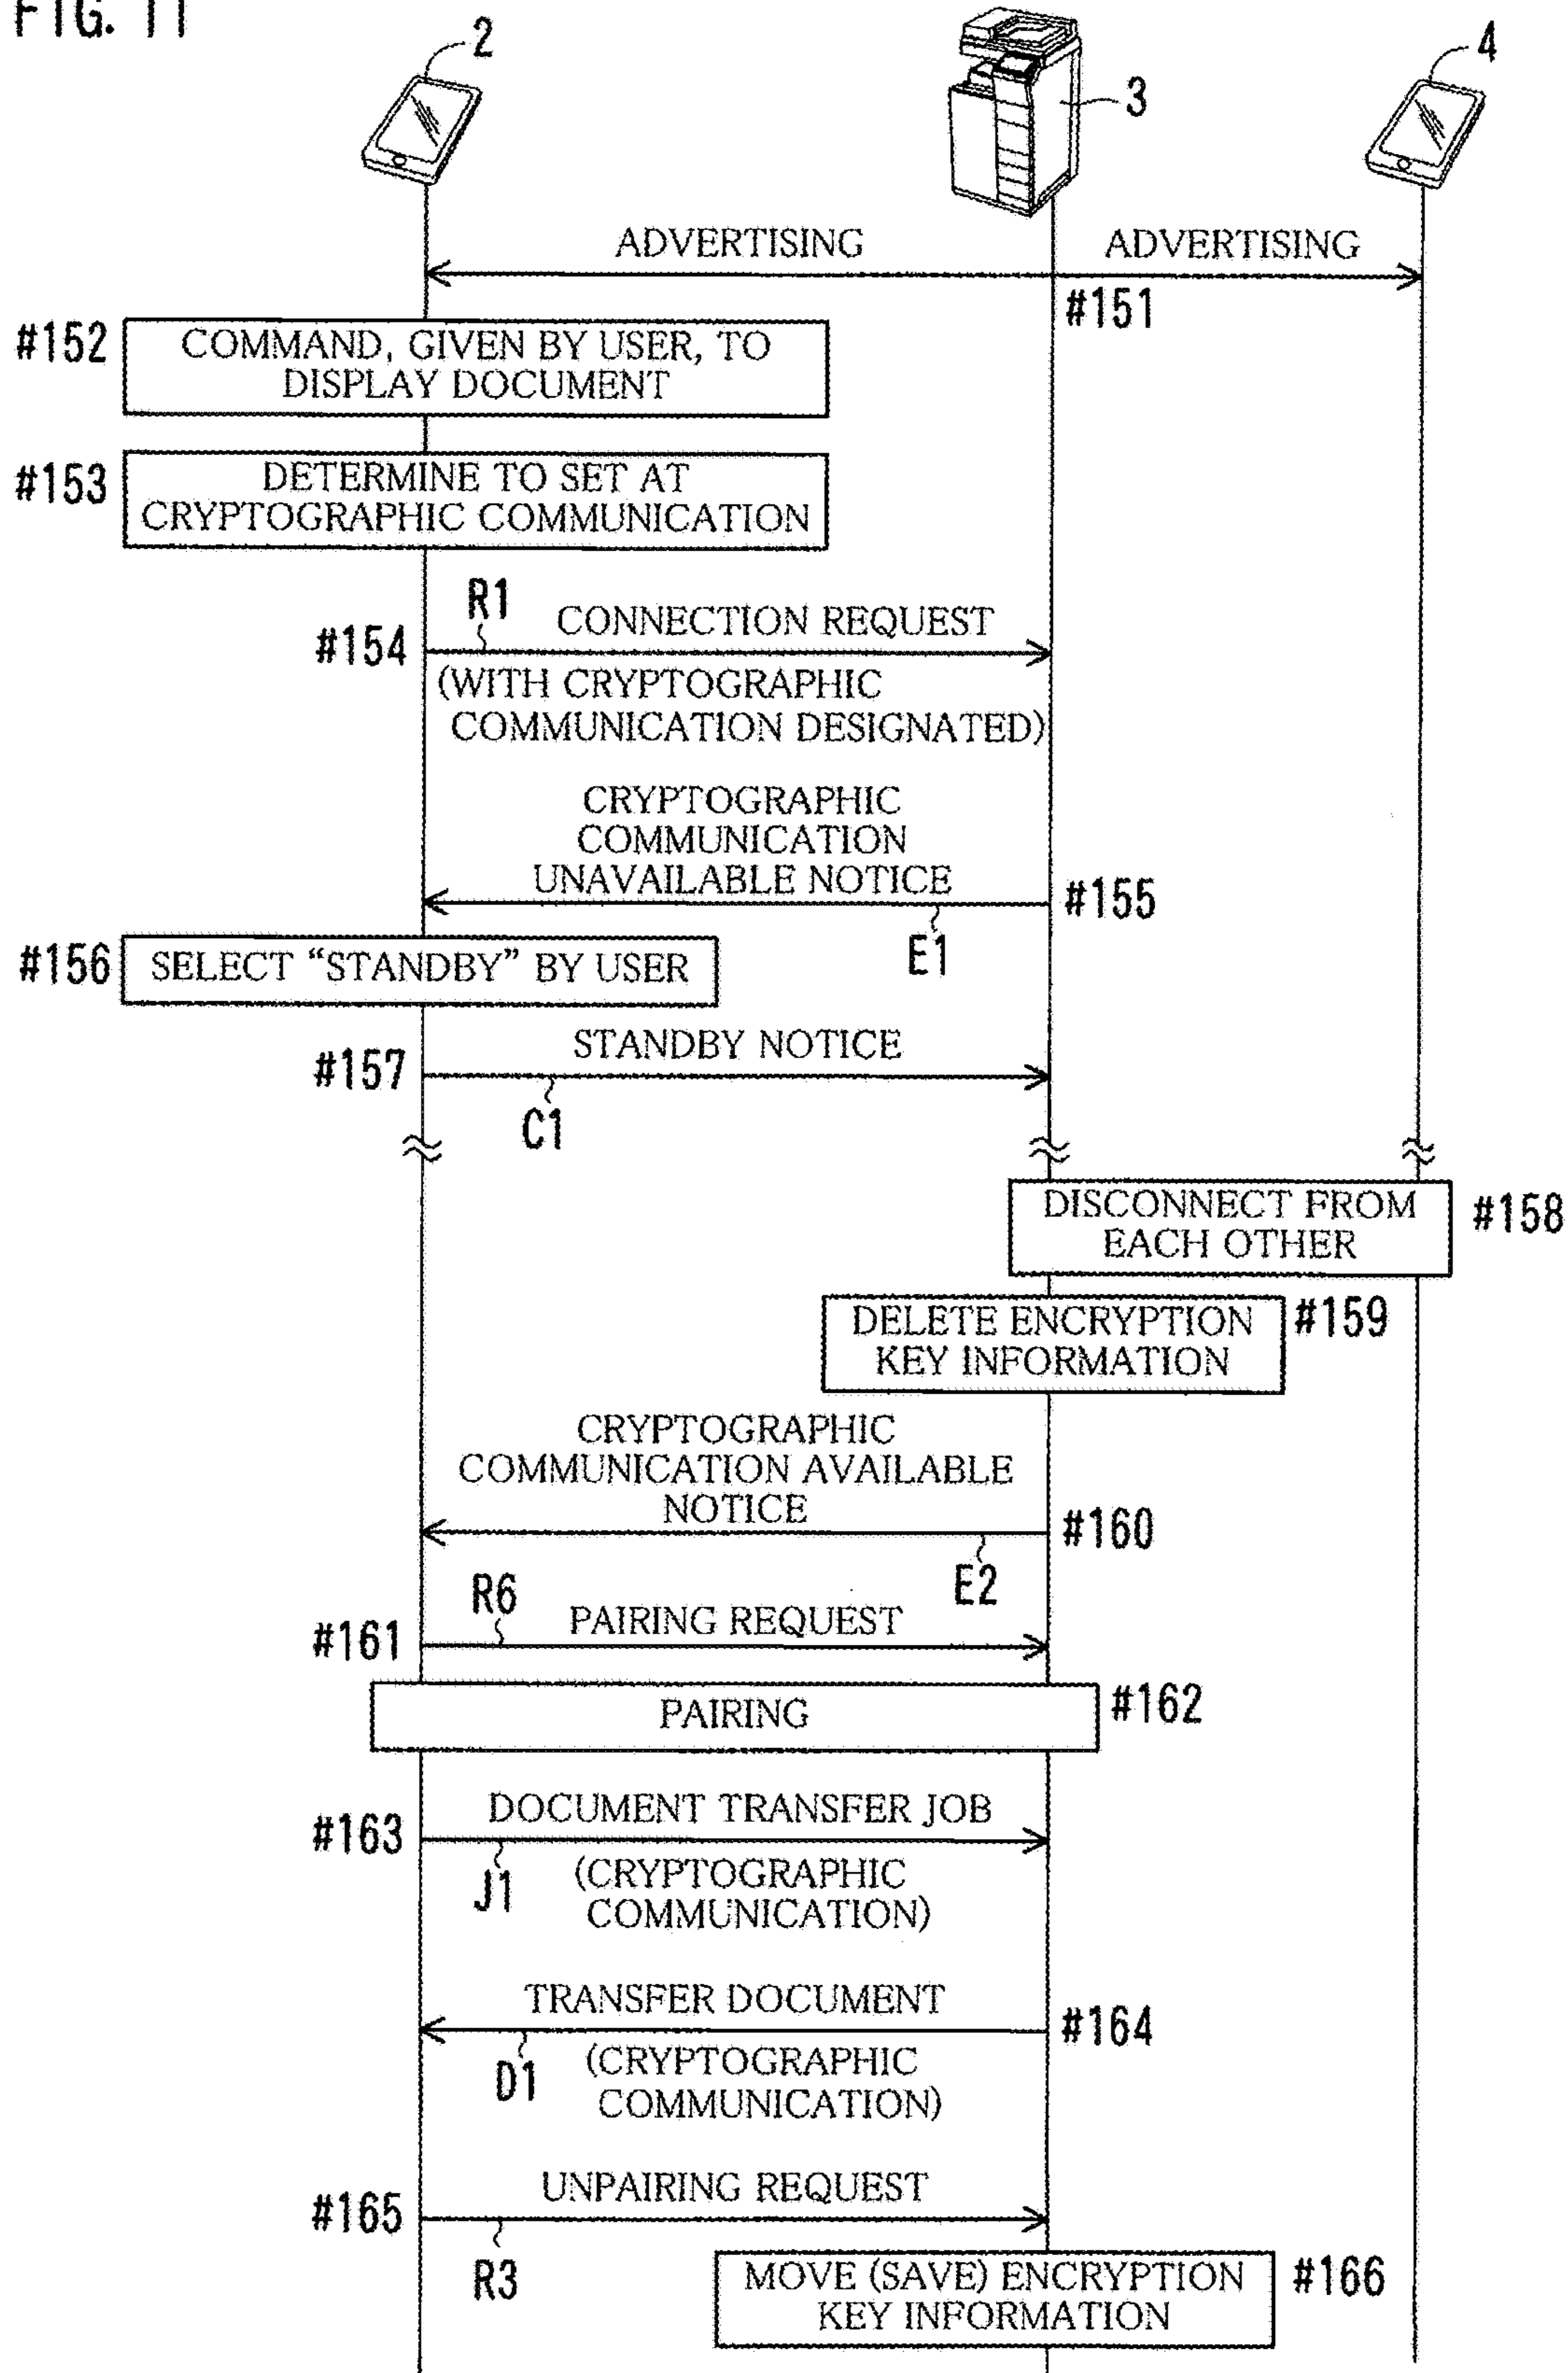 FIG. 11
2
3
4
ADVERTISING
ADVERTISING
#151
#152
COMMAND, GIVEN BY USER, TO
DISPLAY DOCUMENT
#153
DETERMINE TO SET AT
CRYPTOGRAPHIC COMMUNICATION
R1
CONNECTION REQUEST
#154
(WITH CRYPTOGRAPHIC
COMMUNICATION DESIGNATED)
CRYPTOGRAPHIC
COMMUNICATION
UNAVAILABLE NOTICE
#155
E1
#156
SELECT “STANDBY” BY USER
STANDBY NOTICE
#157
C1
DISCONNECT FROM
EACH OTHER
#158
DELETE ENCRYPTION
KEY INFORMATION
#159
CRYPTOGRAPHIC
COMMUNICATION AVAILABLE
NOTICE
#160
E2
R6
PAIRING REQUEST
#161
PAIRING
#162
DOCUMENT TRANSFER JOB
#163
J1
(CRYPTOGRAPHIC
COMMUNICATION)
TRANSFER DOCUMENT
#164
D1
(CRYPTOGRAPHIC
COMMUNICATION)
UNPAIRING REQUEST
#165
R3
MOVE (SAVE) ENCRYPTION
KEY INFORMATION
#166